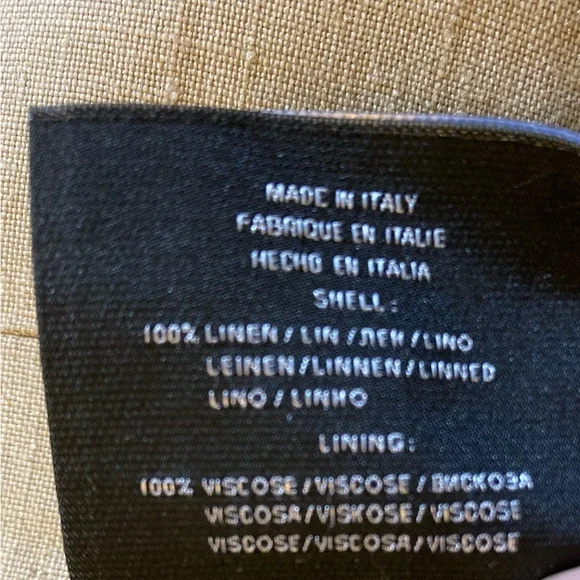 MADE IN ITALY
FABRIQUE EN ITALIE
HECHO EN ITALIA
SHELL:
100% LINEN / LIN / ЛЕН / LINO
LEINEN / LINNEN / LINNED
LINO / LINHO
LINING:
100% VISCOSE / VISCOSE / ВИСКОЗА
VISCOSA / VISKOSE / VISCOSE
VISCOSE / VISCOSA / VISCOSE